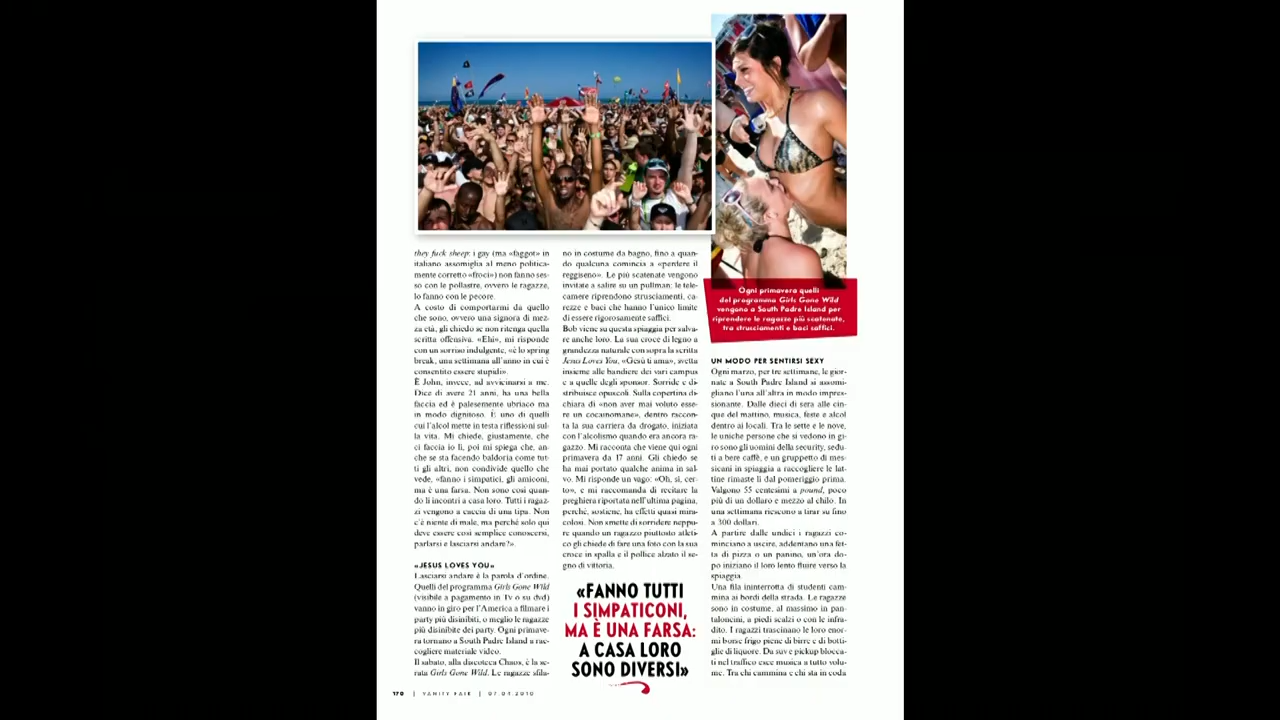 they fuck sheep: i gay (ma «faggot» in
italiano assomiglia al meno politica-
mente corretto «froci») non fanno ses-
so con le pollastre, ovvero le ragazze,
lo fanno con le pecore.
A costo di comportarmi da quello
che sono, ovvero una signora di mez-
za età, gli chiedo se non ritenga quella
scritta offensiva. «Ehi», mi risponde
con un sorriso indulgente, «è lo spring
break, una settimana all'anno in cui è
consentito essere stupidi».
È John, invece, ad avvicinarsi a me.
Dice di avere 21 anni, ha una bella
faccia ed è palesemente ubriaco ma
in modo dignitoso. È uno di quelli
cui l'alcol mette in testa riflessioni sul-
la vita. Mi chiede, giustamente, che
ci faccia io lì, poi mi spiega che, an-
che se sta facendo baldoria come tut-
ti gli altri, non condivide quello che
vede, «fanno i simpatici, gli amiconi,
ma è una farsa. Non sono così quan-
do li incontri a casa loro. Tutti i ragaz-
zi vengono a caccia di una tipa. Non
c'è niente di male, ma perché solo qui
deve essere così semplice conoscersi,
parlarsi e lasciarsi andare?».
«JESUS LOVES YOU»
Lasciarsi andare è la parola d'ordine.
Quelli del programma Girls Gone Wild
(visibile a pagamento in Tv o su dvd)
vanno in giro per l'America a filmare i
party più disinibiti, o meglio le ragazze
più disinibite dei party. Ogni primave-
ra tornano a South Padre Island a rac-
cogliere materiale video.
Il sabato, alla discoteca Chaos, è la se-
rata Girls Gone Wild. Le ragazze sfila-
no in costume da bagno, fino a quan-
do qualcuna comincia a «perdere il
reggiseno». Le più scatenate vengono
invitate a salire su un pullman; le tele-
camere riprendono strusciamenti, ca-
rezze e baci che hanno l'unico limite
di essere rigorosamente saffici.
Bob viene su questa spiaggia per salva-
re anche loro. La sua croce di legno a
grandezza naturale con sopra la scritta
Jesus Loves You, «Gesù ti ama», svetta
insieme alle bandiere dei vari campus
e a quelle degli sponsor. Sorride e di-
stribuisce opuscoli. Sulla copertina di-
chiara di «non aver mai voluto esse-
re un cocainomane», dentro raccon-
ta la sua carriera da drogato, iniziata
con l'alcolismo quando era ancora ra-
gazzo. Mi racconta che viene qui ogni
primavera da 17 anni. Gli chiedo se
ha mai portato qualche anima in sal-
vo. Mi risponde un vago: «Oh, sì, cer-
to», e mi raccomanda di recitare la
preghiera riportata nell'ultima pagina,
perché, sostiene, ha effetti quasi mira-
colosi. Non smette di sorridere neppu-
re quando un ragazzo piuttosto atleti-
co gli chiede di fare una foto con la sua
croce in spalla e il pollice alzato il se-
gno di vittoria.
«FANNO TUTTI
I SIMPATICONI,
MA È UNA FARSA:
A CASA LORO
SONO DIVERSI»
Ogni primavera quelli
del programma Girls Gone Wild
vengono a South Padre Island per
riprendere le ragazze più scatenate,
tra strusciamenti e baci saffici.
UN MODO PER SENTIRSI SEXY
Ogni marzo, per tre settimane, le gior-
nate a South Padre Island si assomi-
gliano l'una all'altra in modo impres-
sionante. Dalle dieci di sera alle cin-
que del mattino, musica, feste e alcol
dentro ai locali. Tra le sette e le nove,
le uniche persone che si vedono in gi-
ro sono gli uomini della security, sedu-
ti a bere caffè, e un gruppetto di mes-
sicani in spiaggia a raccogliere le lat-
tine rimaste lì dal pomeriggio prima.
Valgono 55 centesimi a pound, poco
più di un dollaro e mezzo al chilo. In
una settimana riescono a tirar su fino
a 300 dollari.
A partire dalle undici i ragazzi co-
minciano a uscire, addentano una fet-
ta di pizza o un panino, un'ora do-
po iniziano il loro lento fluire verso la
spiaggia.
Una fila ininterrotta di studenti cam-
mina ai bordi della strada. Le ragazze
sono in costume, al massimo in pan-
taloncini, a piedi scalzi o con le infra-
dito. I ragazzi trascinano le loro enor-
mi borse frigo piene di birre e di botti-
glie di liquore. Da suv e pickup blocca-
ti nel traffico esce musica a tutto volu-
me. Tra chi cammina e chi sta in coda
170 | VANITY FAIR | 07.04.2010